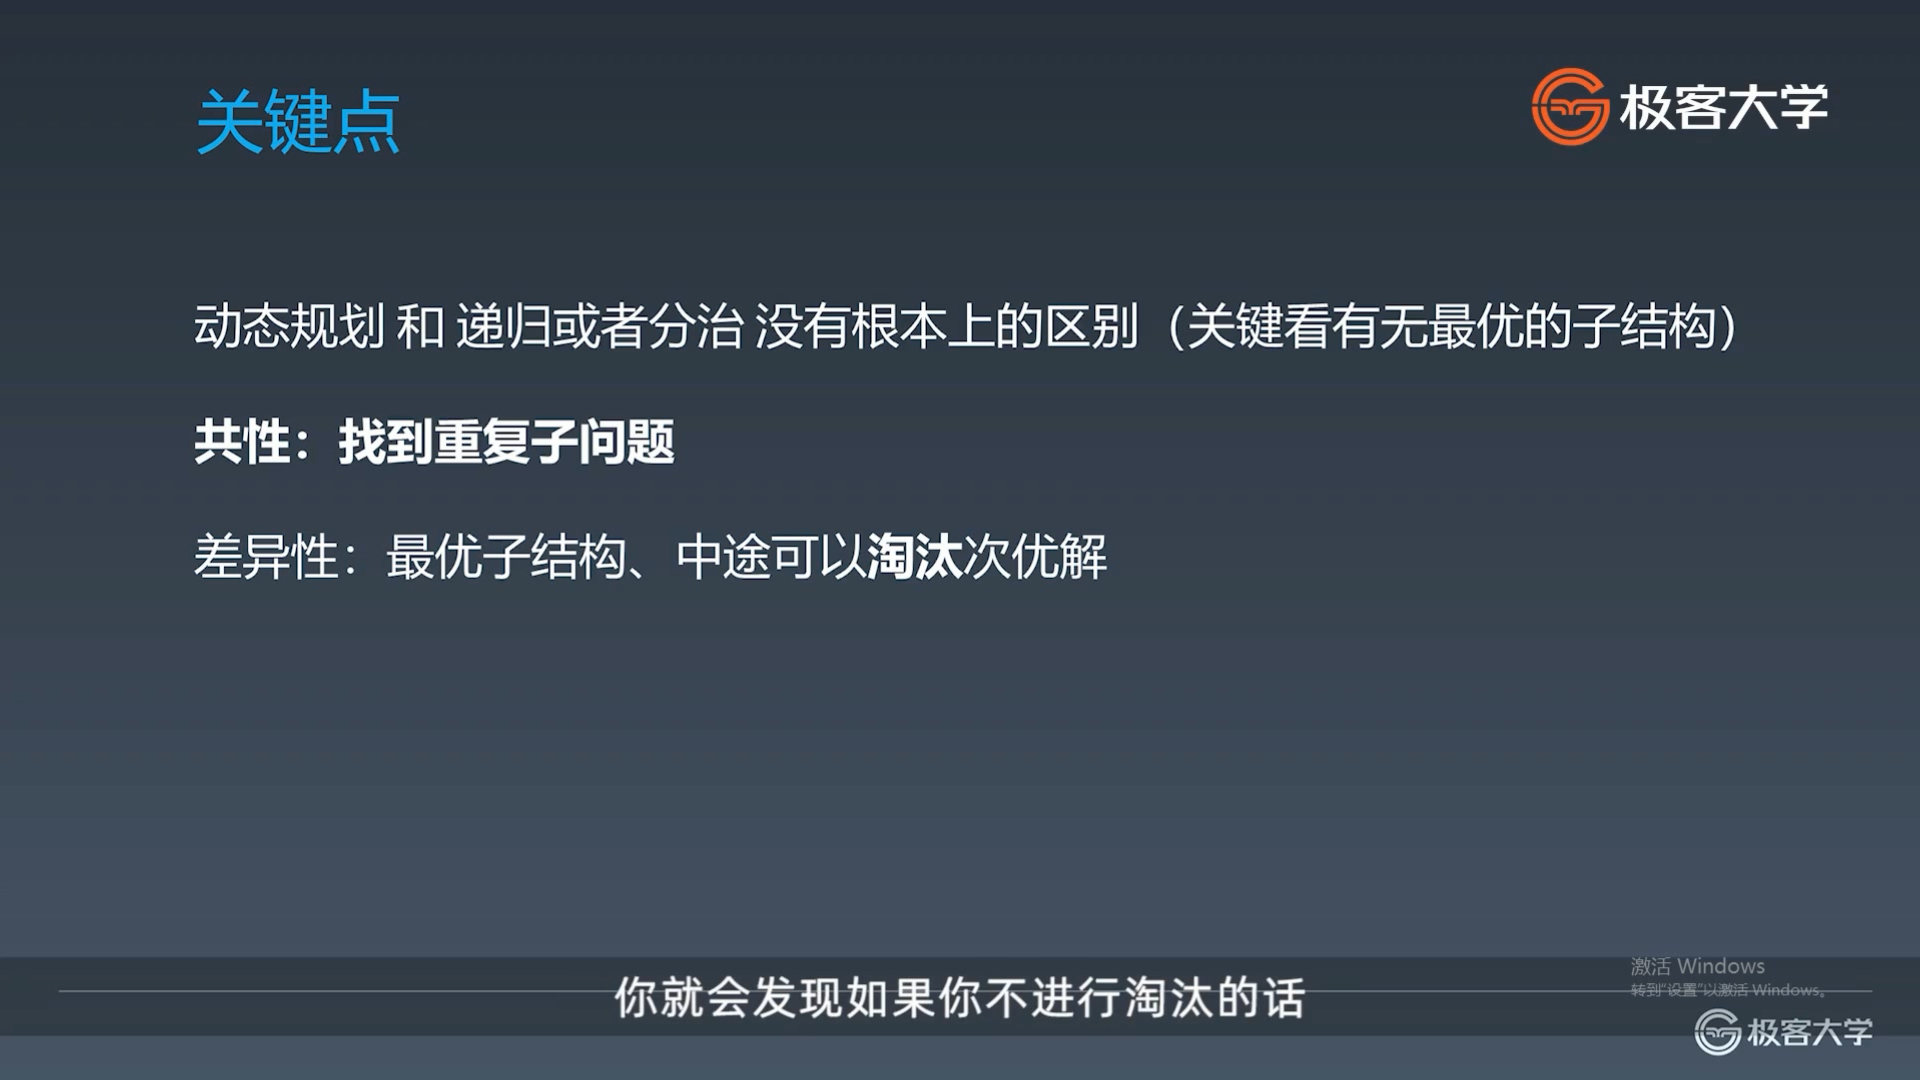 关键点
极客大学
动态规划 和 递归或者分治 没有根本上的区别（关键看有无最优的子结构）
共性：找到重复子问题
差异性：最优子结构、中途可以淘汰次优解
你就会发现如果你不进行淘汰的话
激活 Windows
转到“设置”以激活 Windows。
极客大学